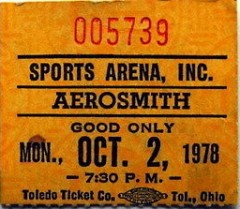 005739
SPORTS ARENA, INC.
AEROSMITH
GOOD ONLY
MON., OCT. 2, 1978
— 7:30 P. M. —
Toledo Ticket Co. Tol., Ohio